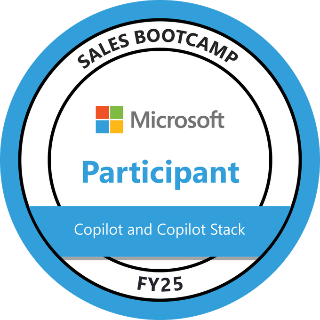 SALES BOOTCAMP
Microsoft
Participant
Copilot and Copilot Stack
FY25